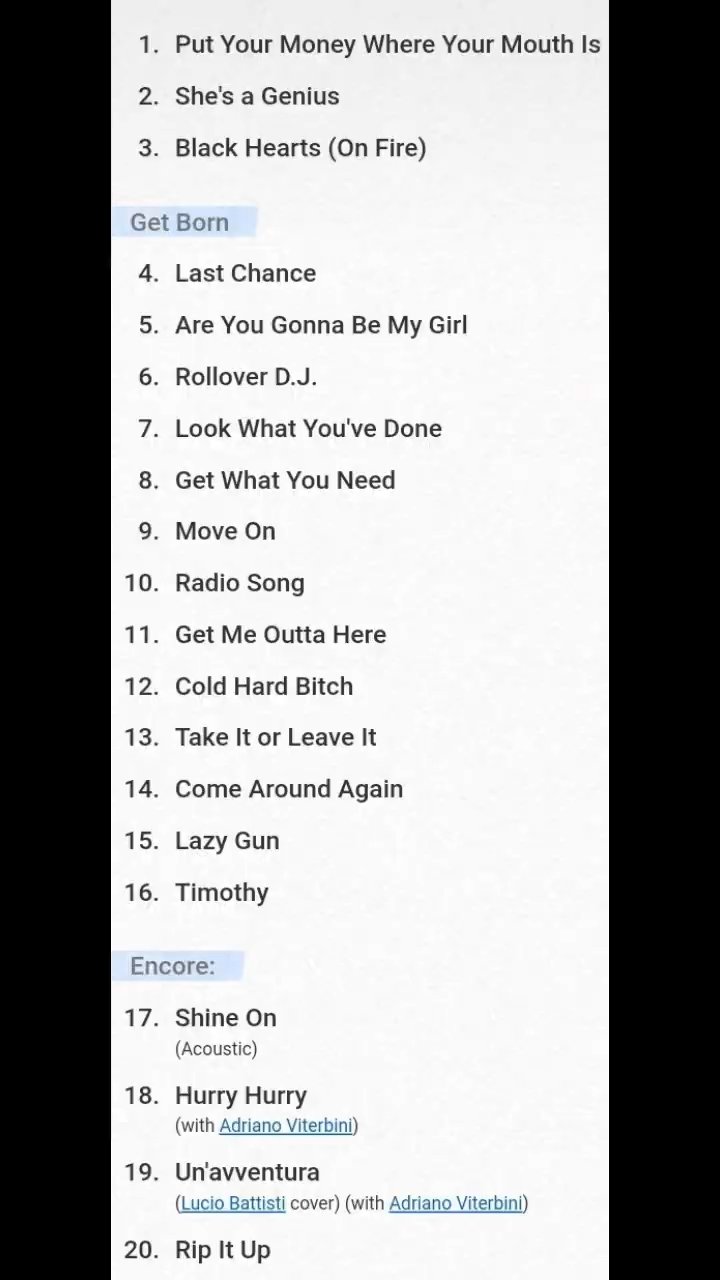 1. Put Your Money Where Your Mouth Is
2. She's a Genius
3. Black Hearts (On Fire)
Get Born
4. Last Chance
5. Are You Gonna Be My Girl
6. Rollover D.J.
7. Look What You've Done
8. Get What You Need
9. Move On
10. Radio Song
11. Get Me Outta Here
12. Cold Hard Bitch
13. Take It or Leave It
14. Come Around Again
15. Lazy Gun
16. Timothy
Encore:
17. Shine On
(Acoustic)
18. Hurry Hurry
(with Adriano Viterbini)
19. Un'avventura
(Lucio Battisti cover) (with Adriano Viterbini)
20. Rip It Up